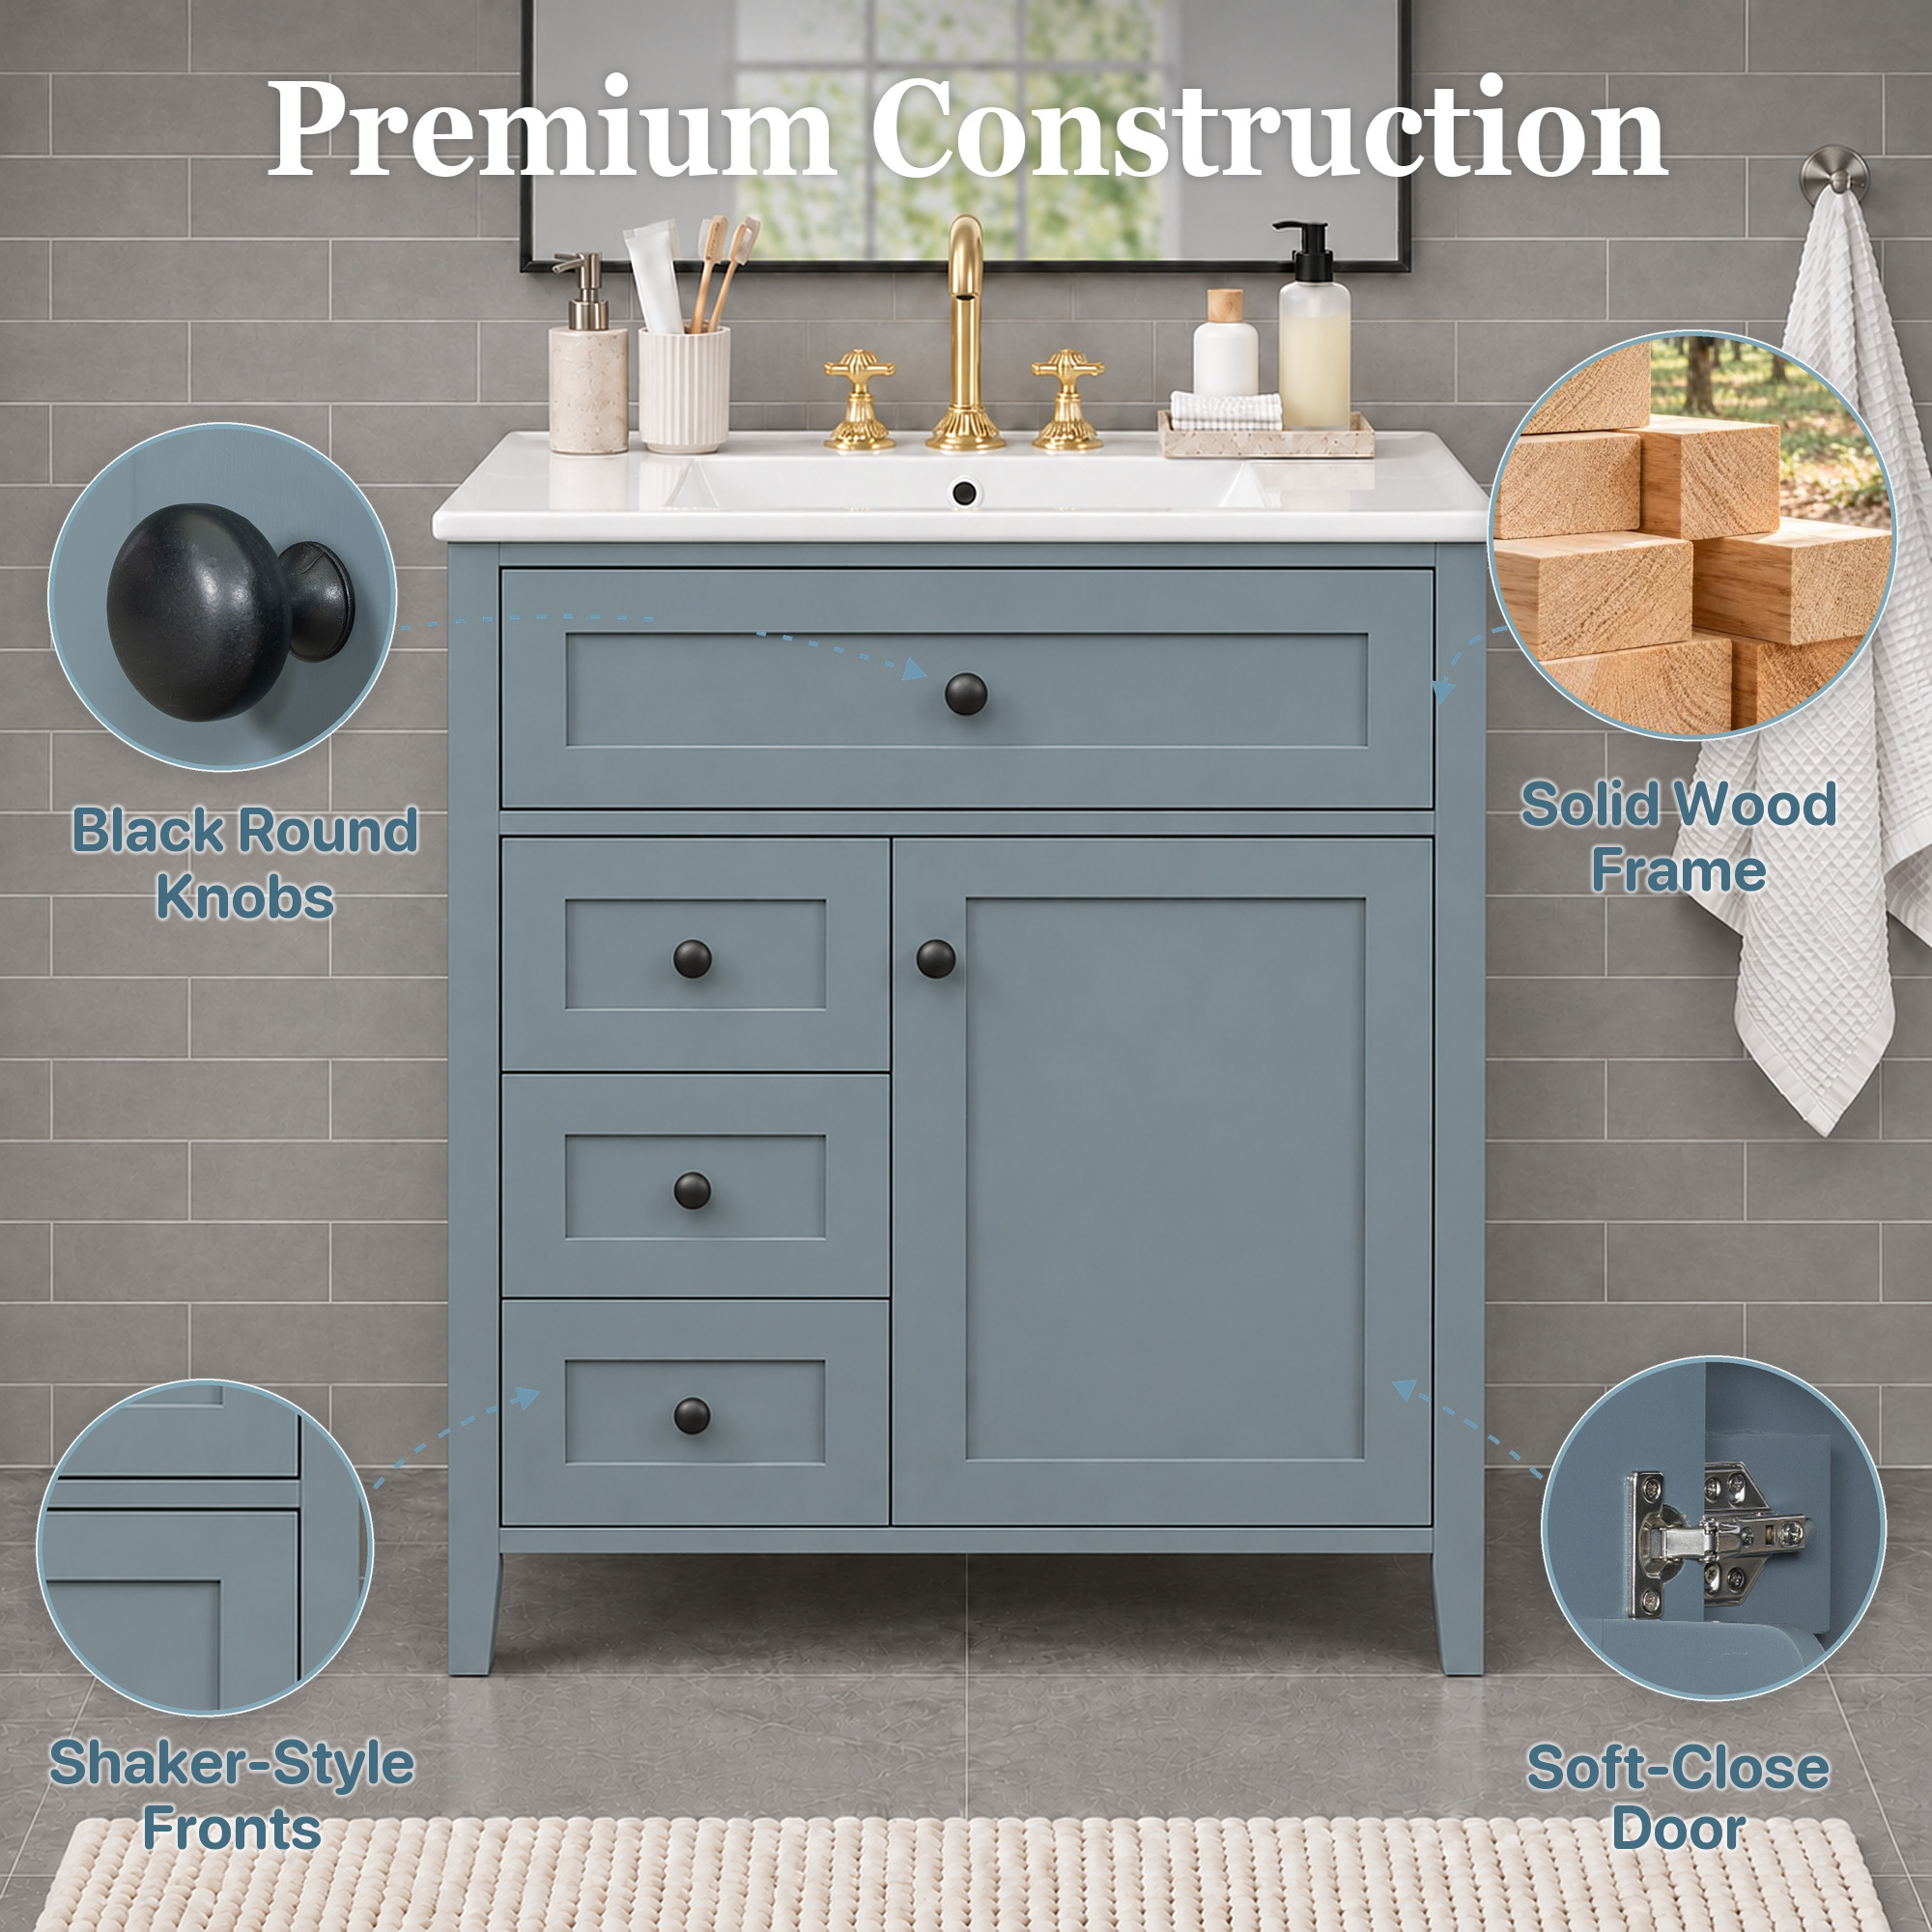 Premium Construction
Black Round
Knobs
Solid Wood
Frame
Shaker-Style
Fronts
Soft-Close
Door